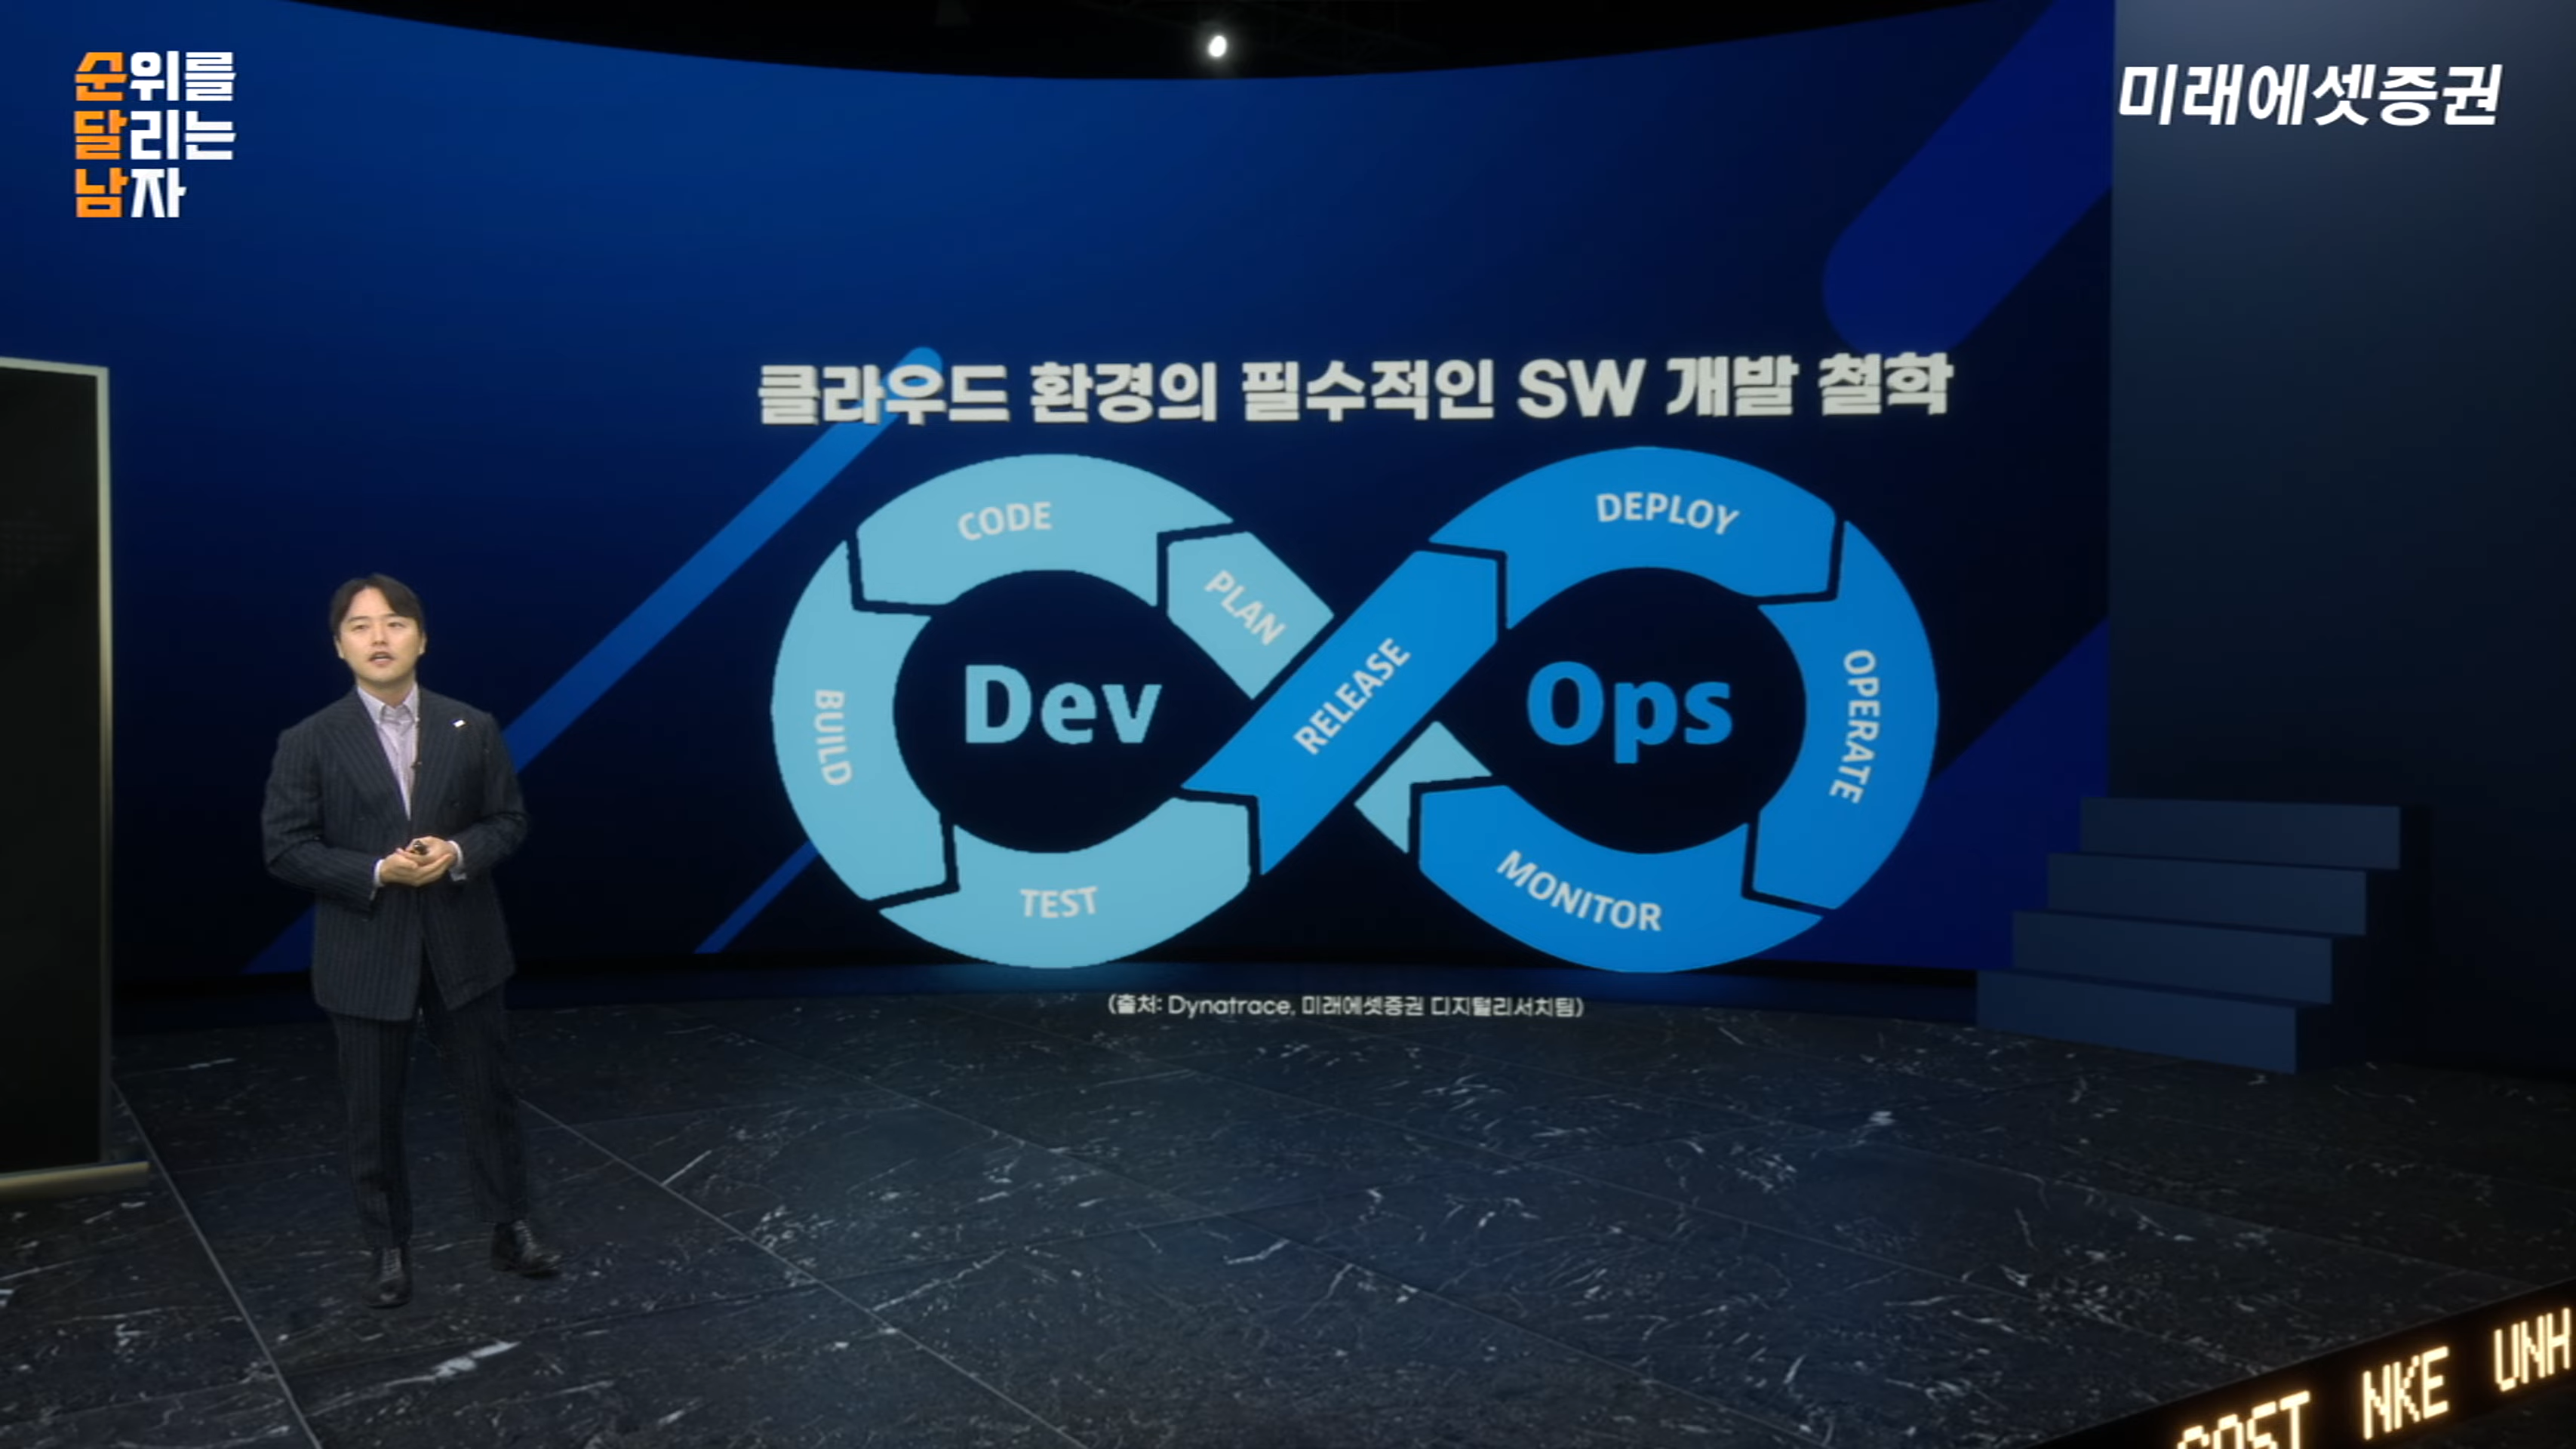 순위를
달리는
남자
미래에셋증권
클라우드 환경의 필수적인 SW 개발 철학
CODE
PLAN
BUILD
TEST
Dev
RELEASE
DEPLOY
OPERATE
MONITOR
Ops
(출처: Dynatrace, 미래에셋증권 디지털리서치팀)
COST NKE UNH